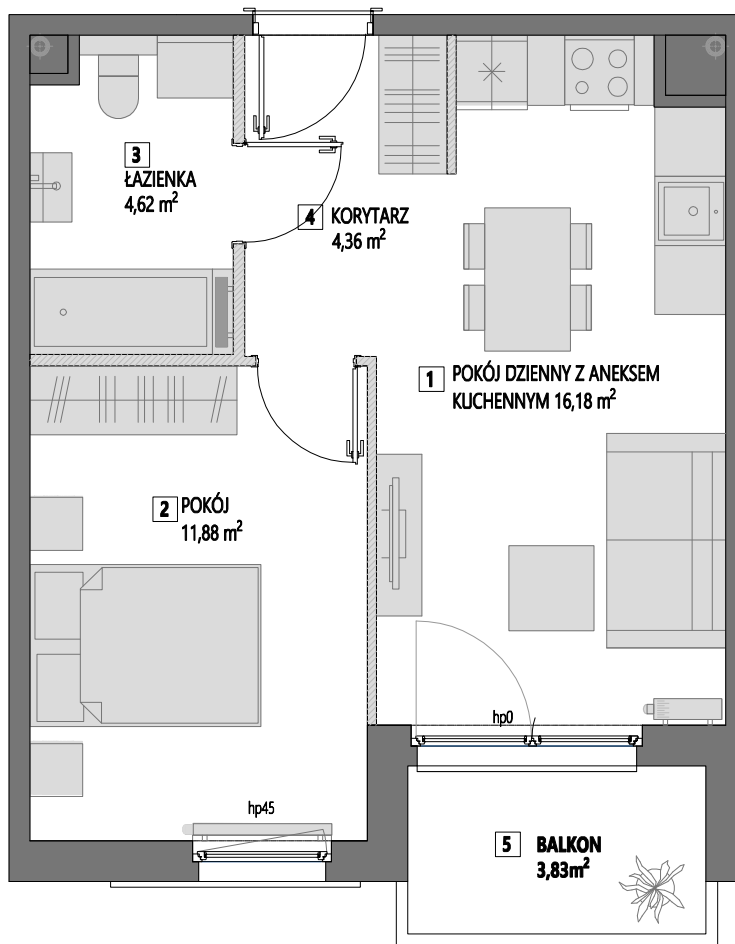 3
ŁAZIENKA
4,62 m²
4 KORYTARZ
4,36 m²
1 POKÓJ DZIENNY Z ANEKSEM
KUCHENNYM 16,18 m²
2 POKÓJ
11,88 m²
hp0
hp45
5 BALKON
3,83m²